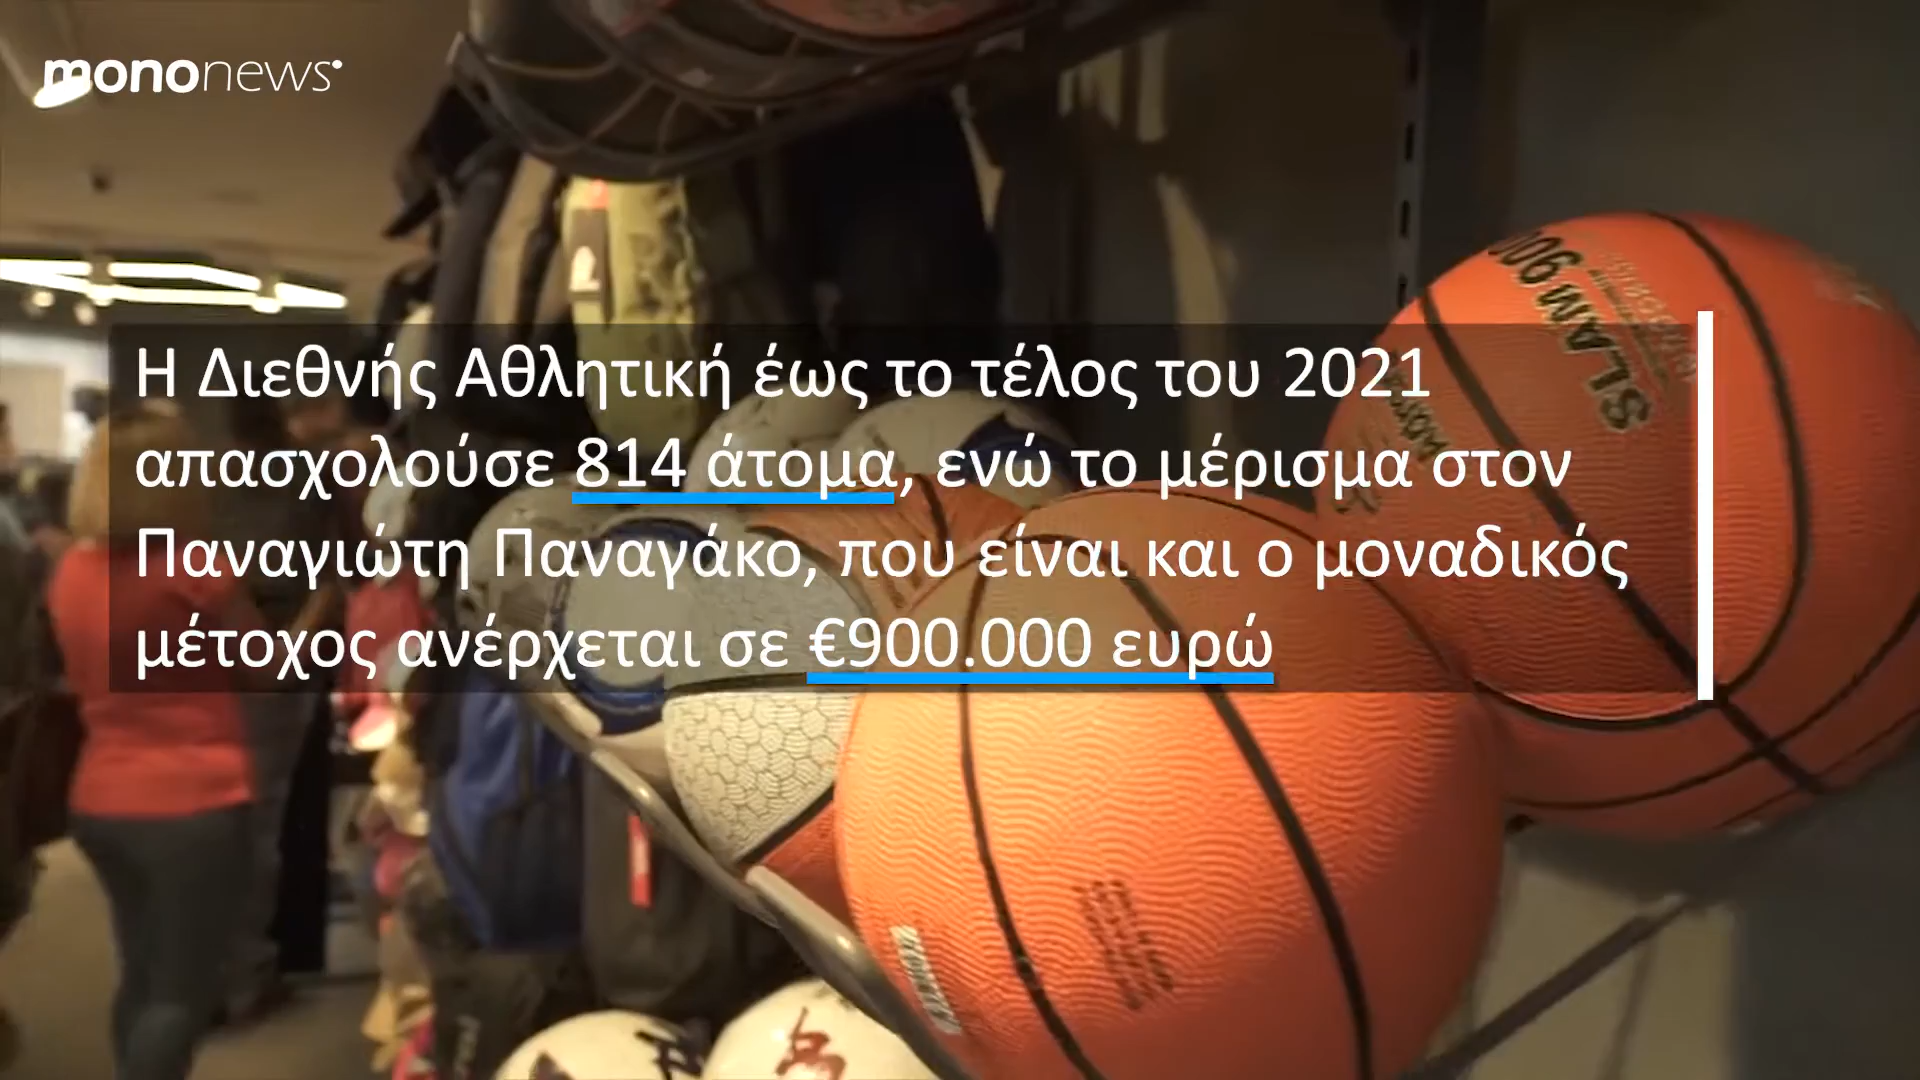 mononews
Η Διεθνής Αθλητική έως το τέλος του 2021
απασχολούσε 814 άτομα, ενώ το μέρισμα στον
Παναγιώτη Παναγάκο, που είναι και ο μοναδικός
μέτοχος ανέρχεται σε €900.000 ευρώ
SLAM 900